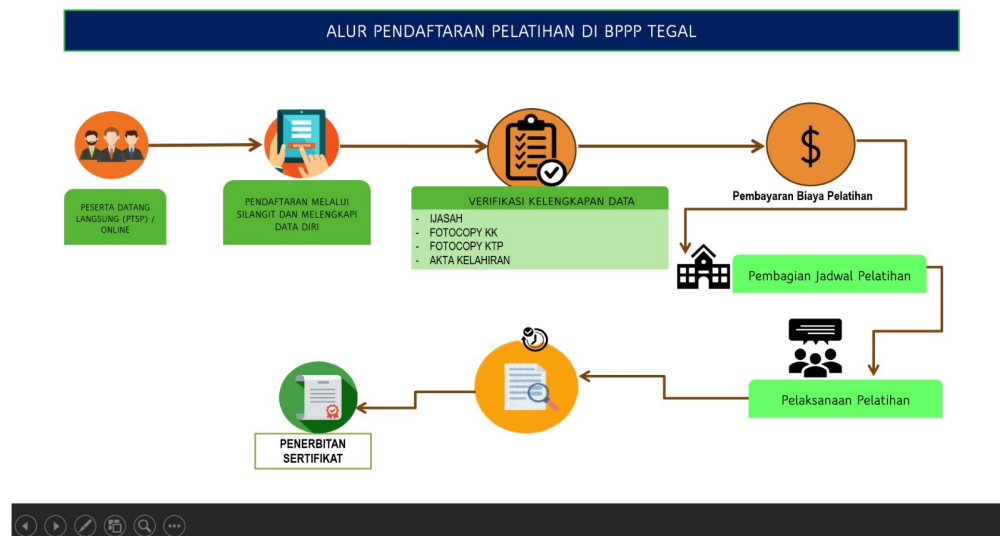 ALUR PENDAFTARAN PELATIHAN DI BPPP TEGAL
PESERTA DATANG
LANGSUNG (PTSP) /
ONLINE
PENDAFTARAN MELALUI
SILANGIT DAN MELENGKAPI
DATA DIRI
VERIFIKASI KELENGKAPAN DATA
- IJASAH
- FOTOCOPY KK
- FOTOCOPY KTP
- AKTA KELAHIRAN
$
Pembayaran Biaya Pelatihan
Pembagian Jadwal Pelatihan
Pelaksanaan Pelatihan
PENERBITAN
SERTIFIKAT